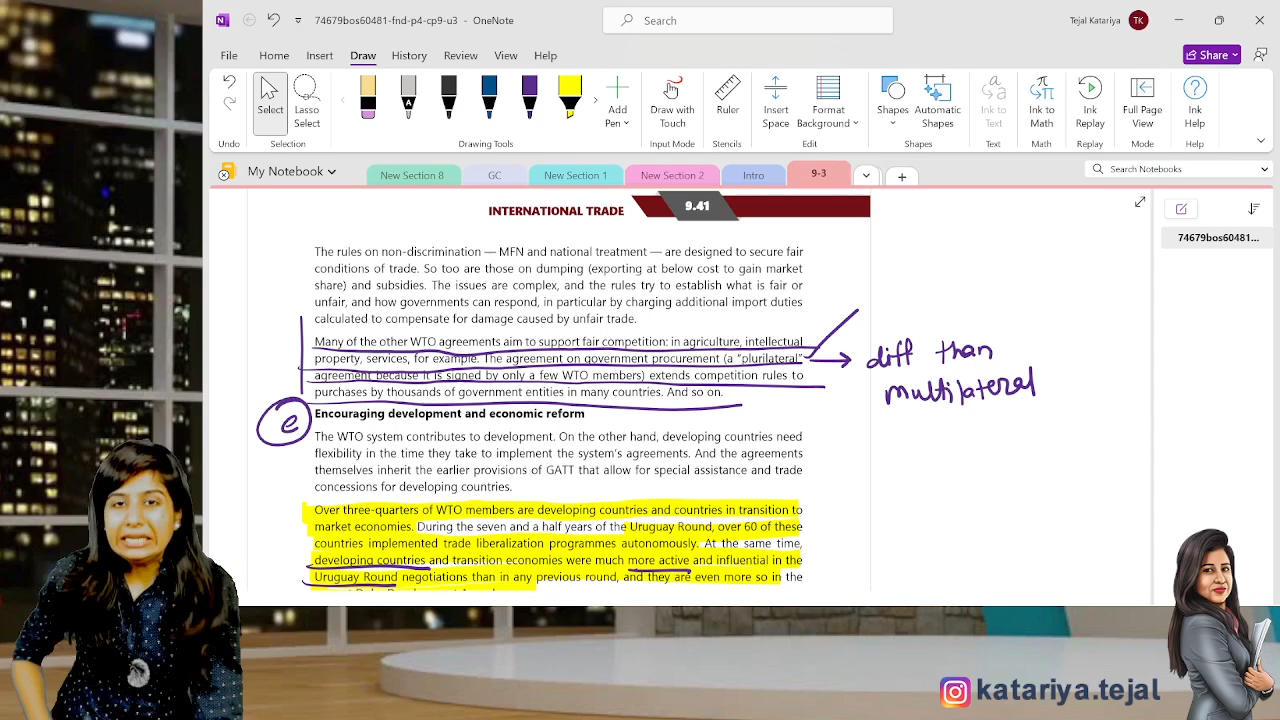 74679bos60481-fnd-p4-cp9-u3 - OneNote
Search
Tejal Katariya
TK
File Home Insert Draw History Review View Help
Share
Select
Lasso Select
A
Add Pen
Draw with Touch
Ruler
Insert Space
Format Background
Shapes
Automatic Shapes
Ink to Text
Ink to Math
Ink Replay
Full Page View
Ink Help
Undo Selection Drawing Tools Input Mode Stencils Edit Shapes Text Math Replay Mode Help
My Notebook
New Section 8
GC
New Section 1
New Section 2
Intro
9-3
Search Notebooks
74679bos60481...
INTERNATIONAL TRADE 9.41
The rules on non-discrimination — MFN and national treatment — are designed to secure fair
conditions of trade. So too are those on dumping (exporting at below cost to gain market
share) and subsidies. The issues are complex, and the rules try to establish what is fair or
unfair, and how governments can respond, in particular by charging additional import duties
calculated to compensate for damage caused by unfair trade.
Many of the other WTO agreements aim to support fair competition: in agriculture, intellectual
property, services, for example. The agreement on government procurement (a “plurilateral”
agreement because it is signed by only a few WTO members) extends competition rules to
purchases by thousands of government entities in many countries. And so on.
diff than
multilateral
e
Encouraging development and economic reform
The WTO system contributes to development. On the other hand, developing countries need
flexibility in the time they take to implement the system’s agreements. And the agreements
themselves inherit the earlier provisions of GATT that allow for special assistance and trade
concessions for developing countries.
Over three-quarters of WTO members are developing countries and countries in transition to
market economies. During the seven and a half years of the Uruguay Round, over 60 of these
countries implemented trade liberalization programmes autonomously. At the same time,
developing countries and transition economies were much more active and influential in the
Uruguay Round negotiations than in any previous round, and they are even more so in the
katariya.tejal